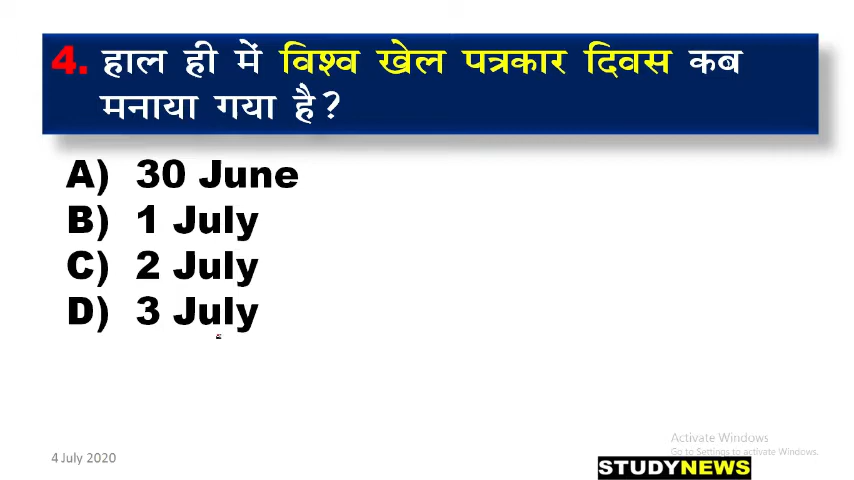 4. हाल ही में विश्व खेल पत्रकार दिवस कब
मनाया गया है?
A) 30 June
B) 1 July
C) 2 July
D) 3 July
Activate Windows
Go to Settings to activate Windows.
4 July 2020
STUDYNEWS